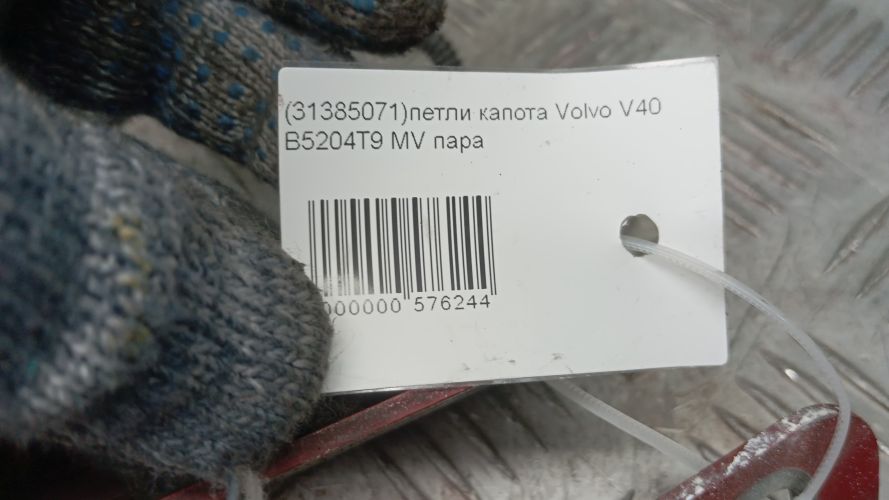 (31385071)петли капота Volvo V40
B5204T9 MV пара
000000 576244